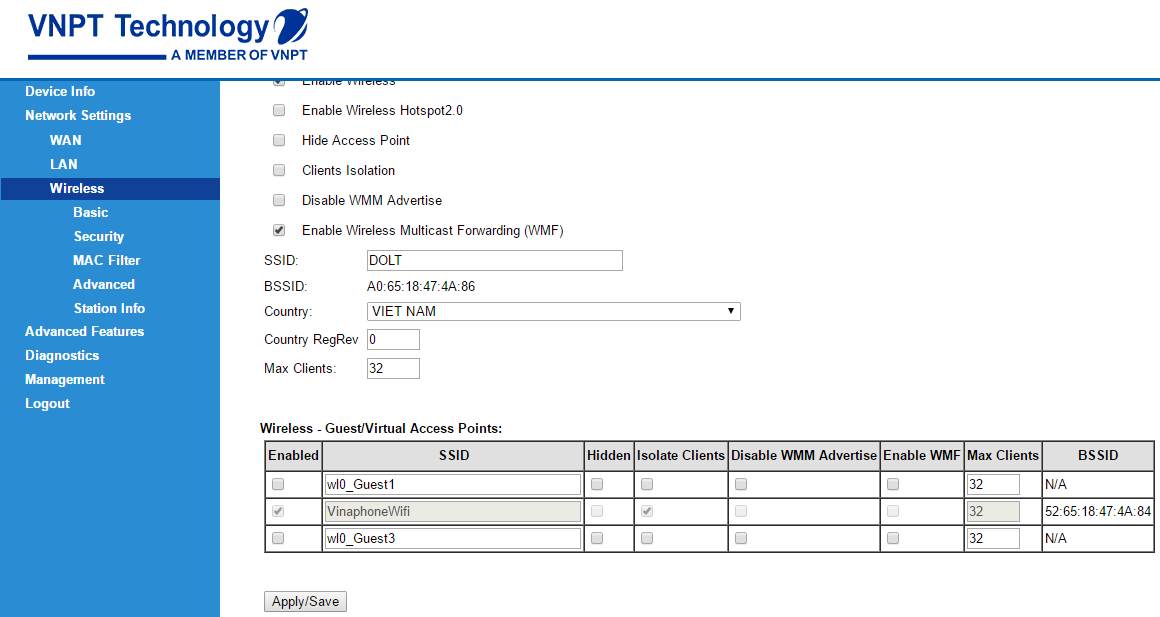 VNPT Technology
A MEMBER OF VNPT
Device Info
Network Settings
WAN
LAN
Wireless
Basic
Security
MAC Filter
Advanced
Station Info
Advanced Features
Diagnostics
Management
Logout
Enable Wireless
Enable Wireless Hotspot2.0
Hide Access Point
Clients Isolation
Disable WMM Advertise
Enable Wireless Multicast Forwarding (WMF)
SSID: DOLT
BSSID: A0:65:18:47:4A:86
Country: VIET NAM
Country RegRev 0
Max Clients: 32
Wireless - Guest/Virtual Access Points:
Enabled SSID Hidden Isolate Clients Disable WMM Advertise Enable WMF Max Clients BSSID
wl0_Guest1 32 N/A
VinaphoneWifi 32 52:65:18:47:4A:84
wl0_Guest3 32 N/A
Apply/Save